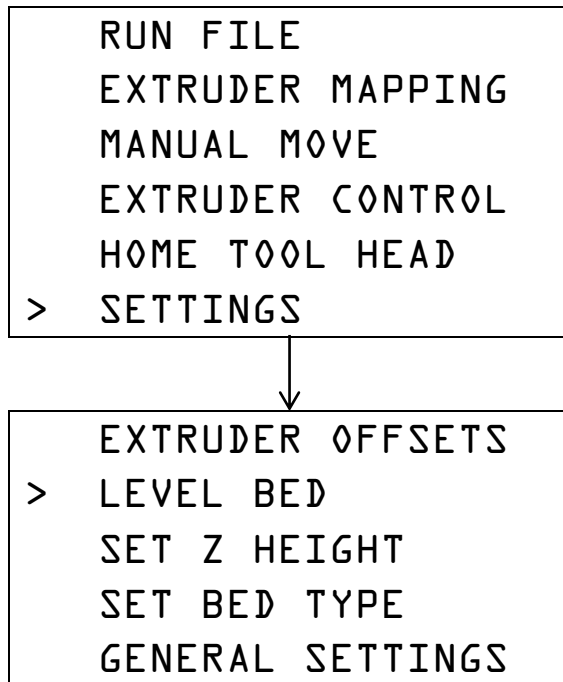 RUN FILE
EXTRUDER MAPPING
MANUAL MOVE
EXTRUDER CONTROL
HOME TOOL HEAD
> SETTINGS
EXTRUDER OFFSETS
> LEVEL BED
SET Z HEIGHT
SET BED TYPE
GENERAL SETTINGS